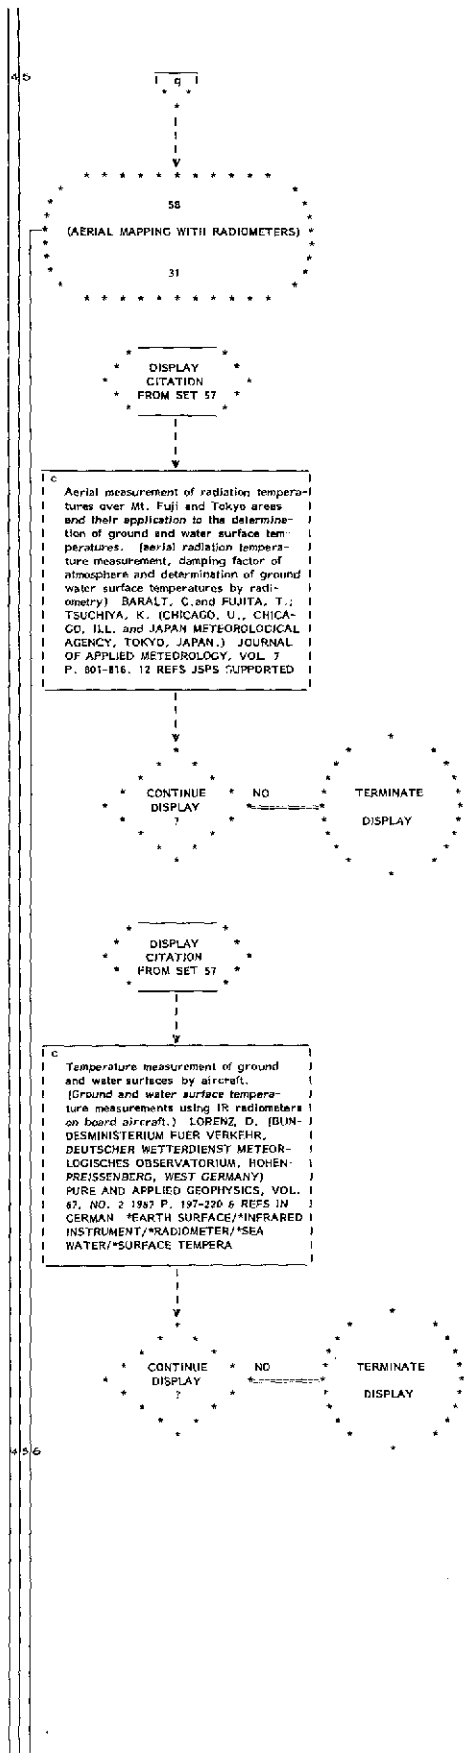 4 5
q
58
(AERIAL MAPPING WITH RADIOMETERS)
31
DISPLAY
CITATION
FROM SET 57
c
Aerial measurement of radiation tempera-
tures over Mt. Fuji and Tokyo areas
and their application to the determina-
tion of ground and water surface tem-
peratures. (aerial radiation tempera-
ture measurement, damping factor of
atmosphere and determination of ground
water surface temperatures by radi-
ometry) BARALT, G.and FUJITA, T.;
TSUCHIYA, K. (CHICAGO, U., CHICA-
GO, ILL. and JAPAN METEOROLOGICAL
AGENCY, TOKYO, JAPAN.) JOURNAL
OF APPLIED METEOROLOGY, VOL. 7
P. 801-816. 12 REFS JSPS SUPPORTED
CONTINUE
DISPLAY
?
NO
TERMINATE
DISPLAY
DISPLAY
CITATION
FROM SET 57
c
Temperature measurement of ground
and water surfaces by aircraft.
(Ground and water surface tempera-
ture measurements using IR radiometers
on board aircraft.) LORENZ, D. (BUN-
DESMINISTERIUM FUER VERKEHR,
DEUTSCHER WETTERDIENST METEOR-
LOGISCHES OBSERVATORIUM, HOHEN-
PREISSENBERG, WEST GERMANY)
PURE AND APPLIED GEOPHYSICS, VOL.
67, NO. 2 1967 P. 197-220 6 REFS IN
GERMAN *EARTH SURFACE/*INFRARED
INSTRUMENT/*RADIOMETER/*SEA
WATER/*SURFACE TEMPERA
CONTINUE
DISPLAY
?
NO
TERMINATE
DISPLAY
4 5 6